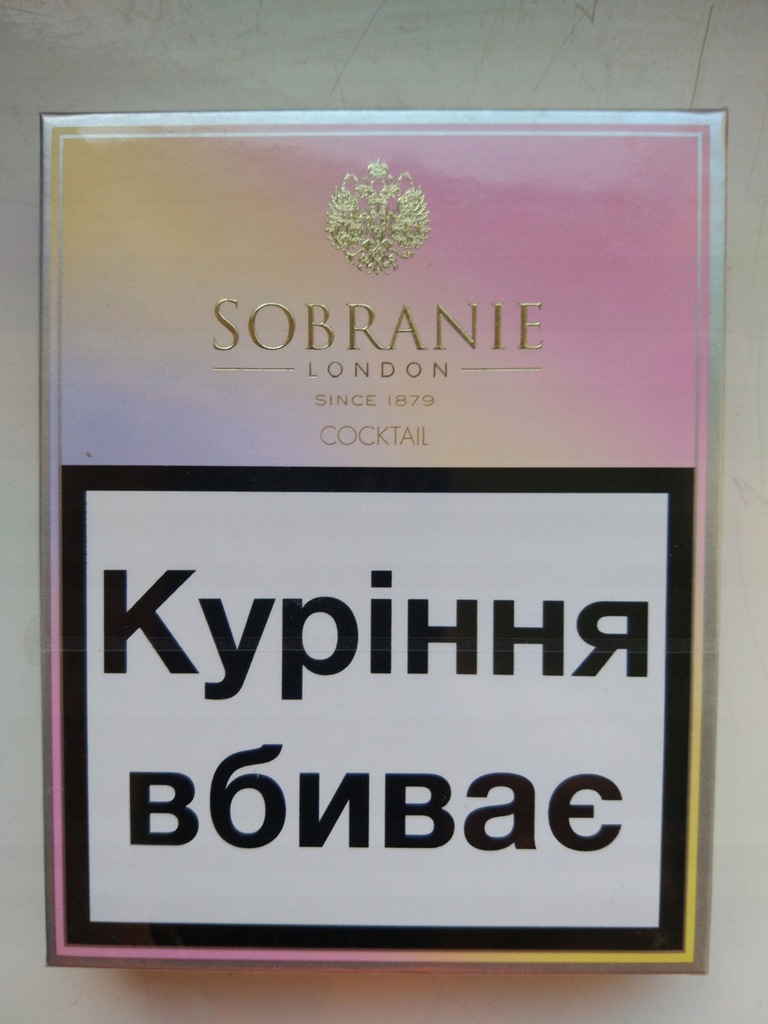 SOBRANIE
LONDON
SINCE 1879
COCKTAIL
Куріння
вбиває